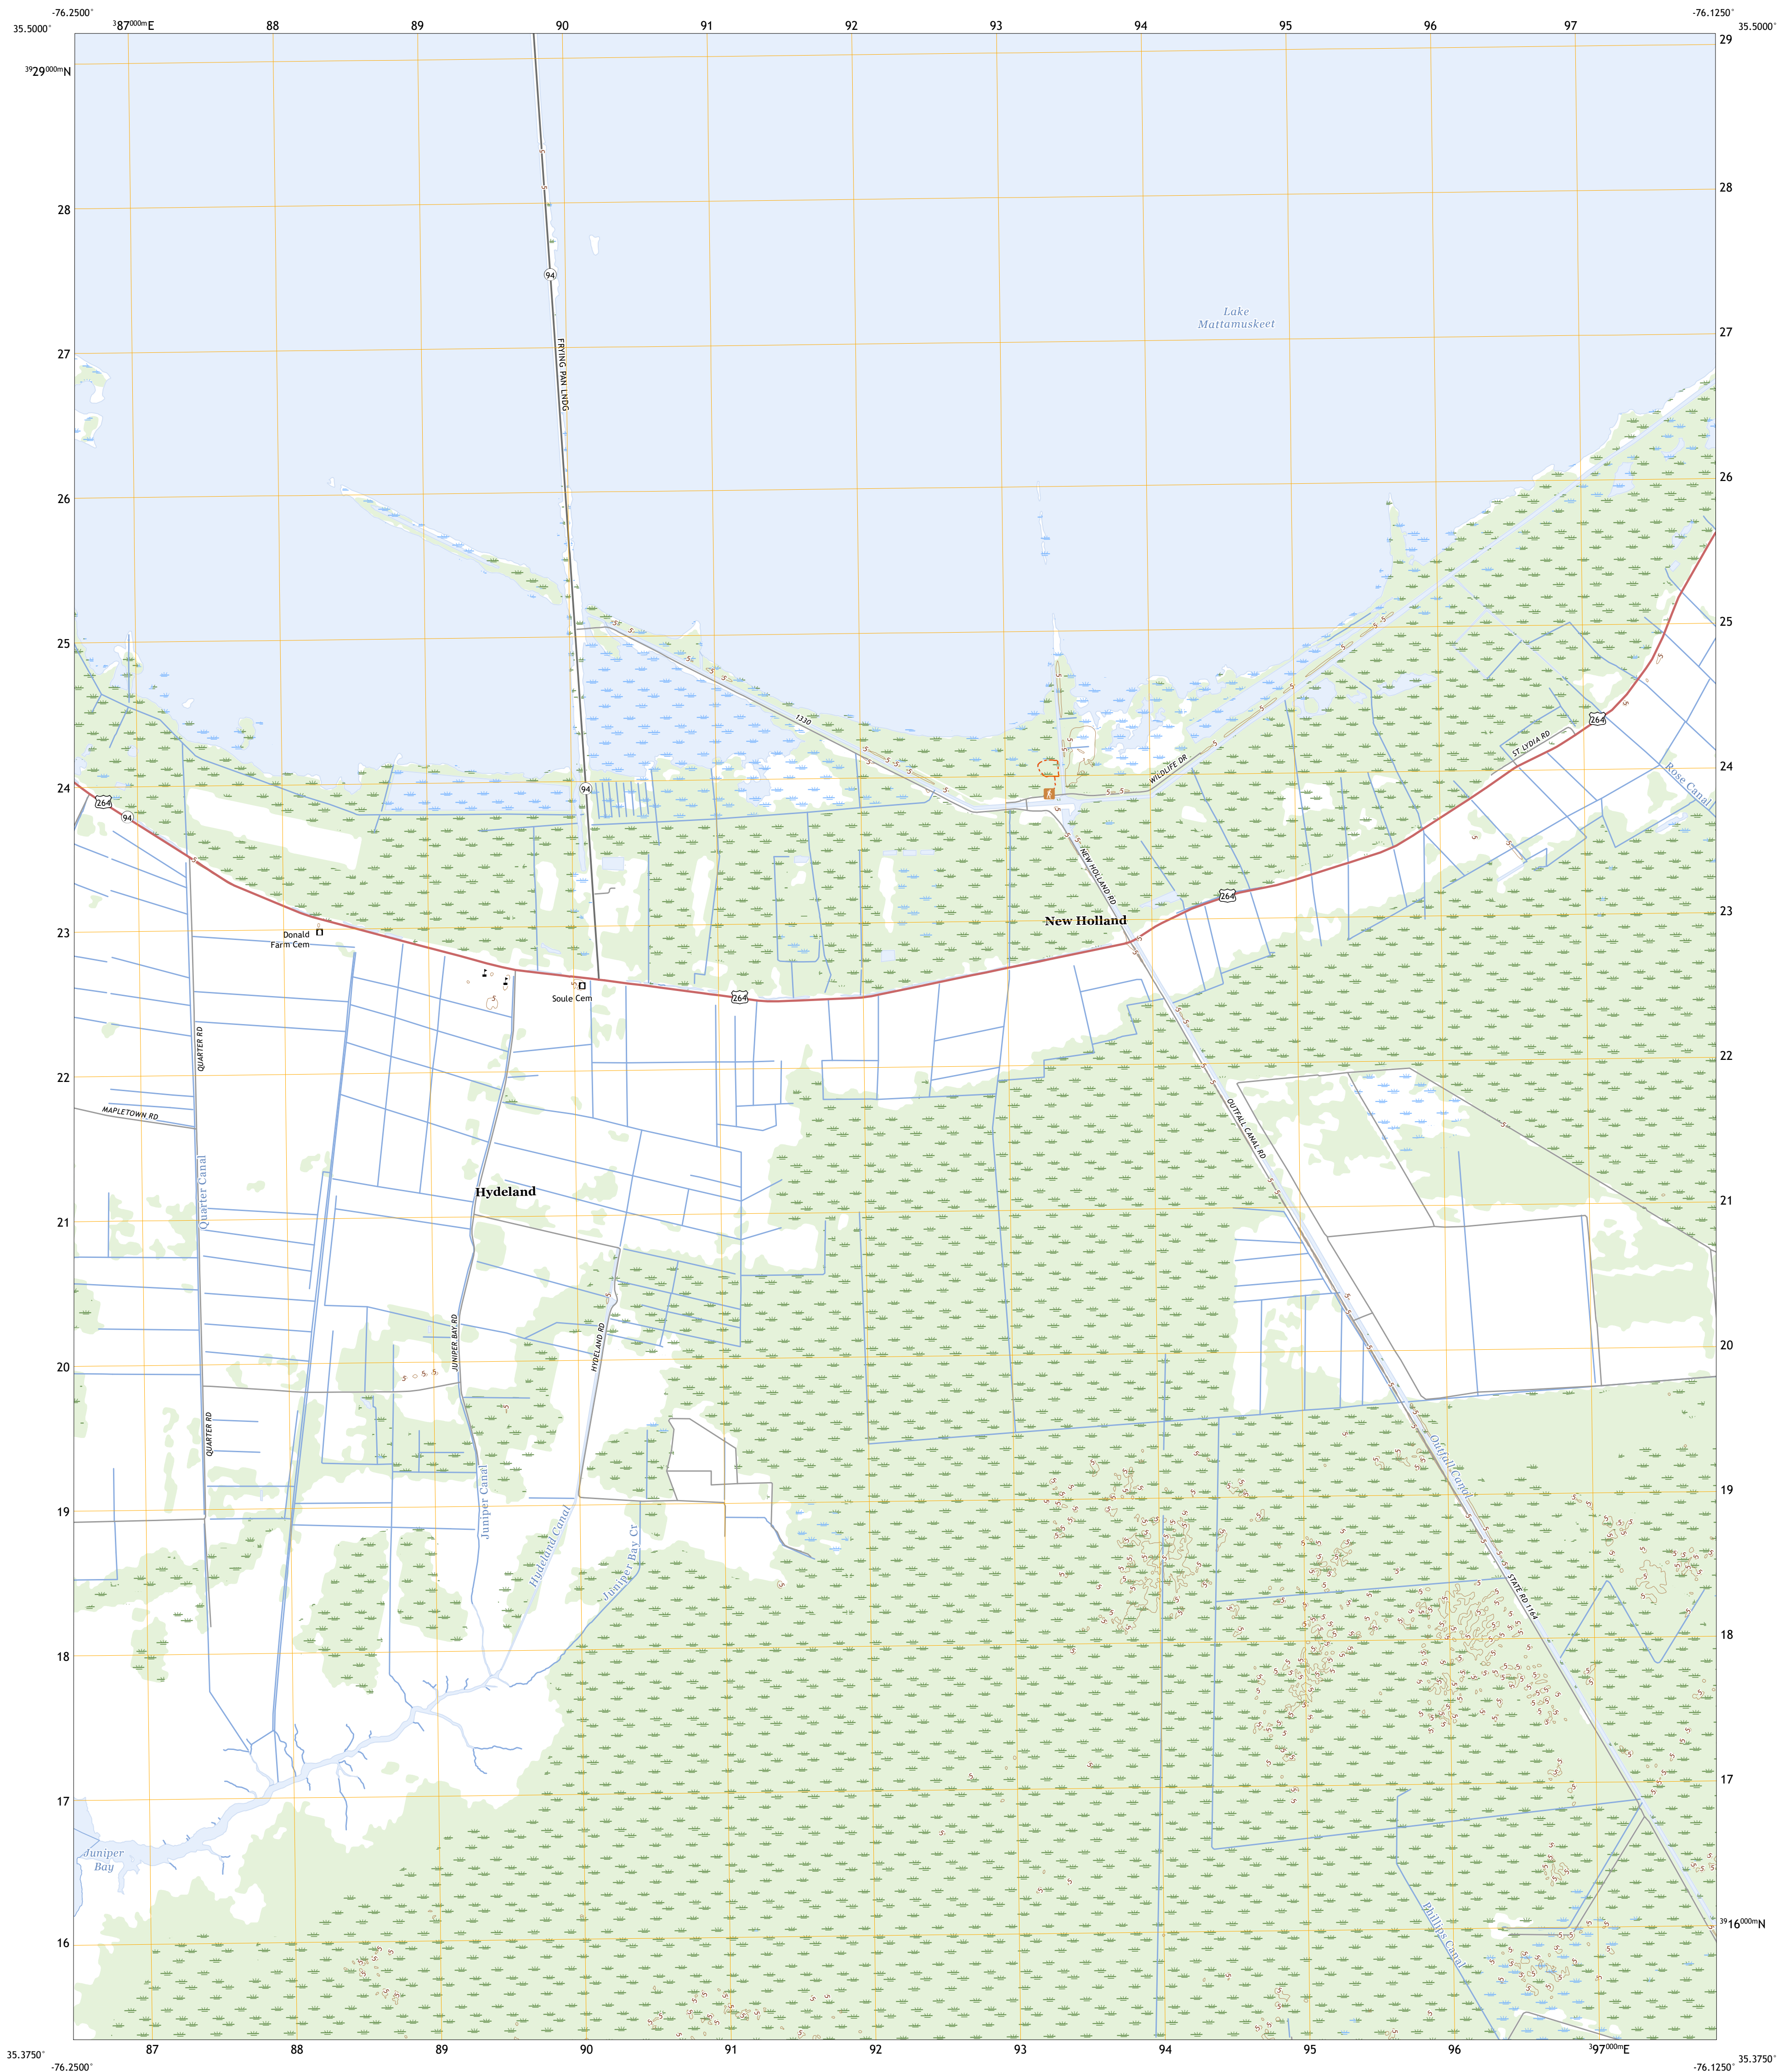 -76.2500°
³87⁰⁰⁰ᵐE 88 89 90 91 92 93 94 95 96 97
-76.1250°
35.5000°
35.5000°
³⁹29⁰⁰⁰ᵐN
29
28
28
94
Lake
Mattamuskeet
27
27
FRYING PAN LNDG
26
26
25
25
1330
264
ST LYDIA RD
WILDLIFE DR
Rose Canal
24
24
94
264
94
NEW HOLLAND RD
264
New Holland
23
23
Donald
Farm Cem
Soule Cem
264
QUARTER RD
22
22
MAPLETOWN RD
OUTFALL CANAL RD
Quarter Canal
Hydeland
21
21
JUNIPER BAY RD
HYDELAND RD
20
20
QUARTER RD
Outfall Canal
Juniper Canal
19
19
Hydeland Canal
Juniper Bay Cr
STATE RD 1164
18
18
17
17
Juniper
Bay
Phillips Canal
³⁹16⁰⁰⁰ᵐN
16
35.3750°
35.3750°
87 88 89 90 91 92 93 94 95 96 ³97⁰⁰⁰ᵐE
-76.2500°
-76.1250°